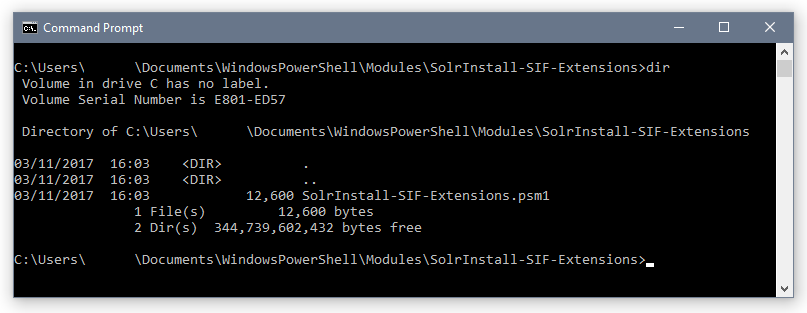 Command Prompt
C:\Users\       \Documents\WindowsPowerShell\Modules\SolrInstall-SIF-Extensions>dir
 Volume in drive C has no label.
 Volume Serial Number is E801-ED57
 Directory of C:\Users\       \Documents\WindowsPowerShell\Modules\SolrInstall-SIF-Extensions
03/11/2017  16:03    <DIR>          .
03/11/2017  16:03    <DIR>          ..
03/11/2017  16:03            12,600 SolrInstall-SIF-Extensions.psm1
               1 File(s)         12,600 bytes
               2 Dir(s)  344,739,602,432 bytes free
C:\Users\       \Documents\WindowsPowerShell\Modules\SolrInstall-SIF-Extensions>